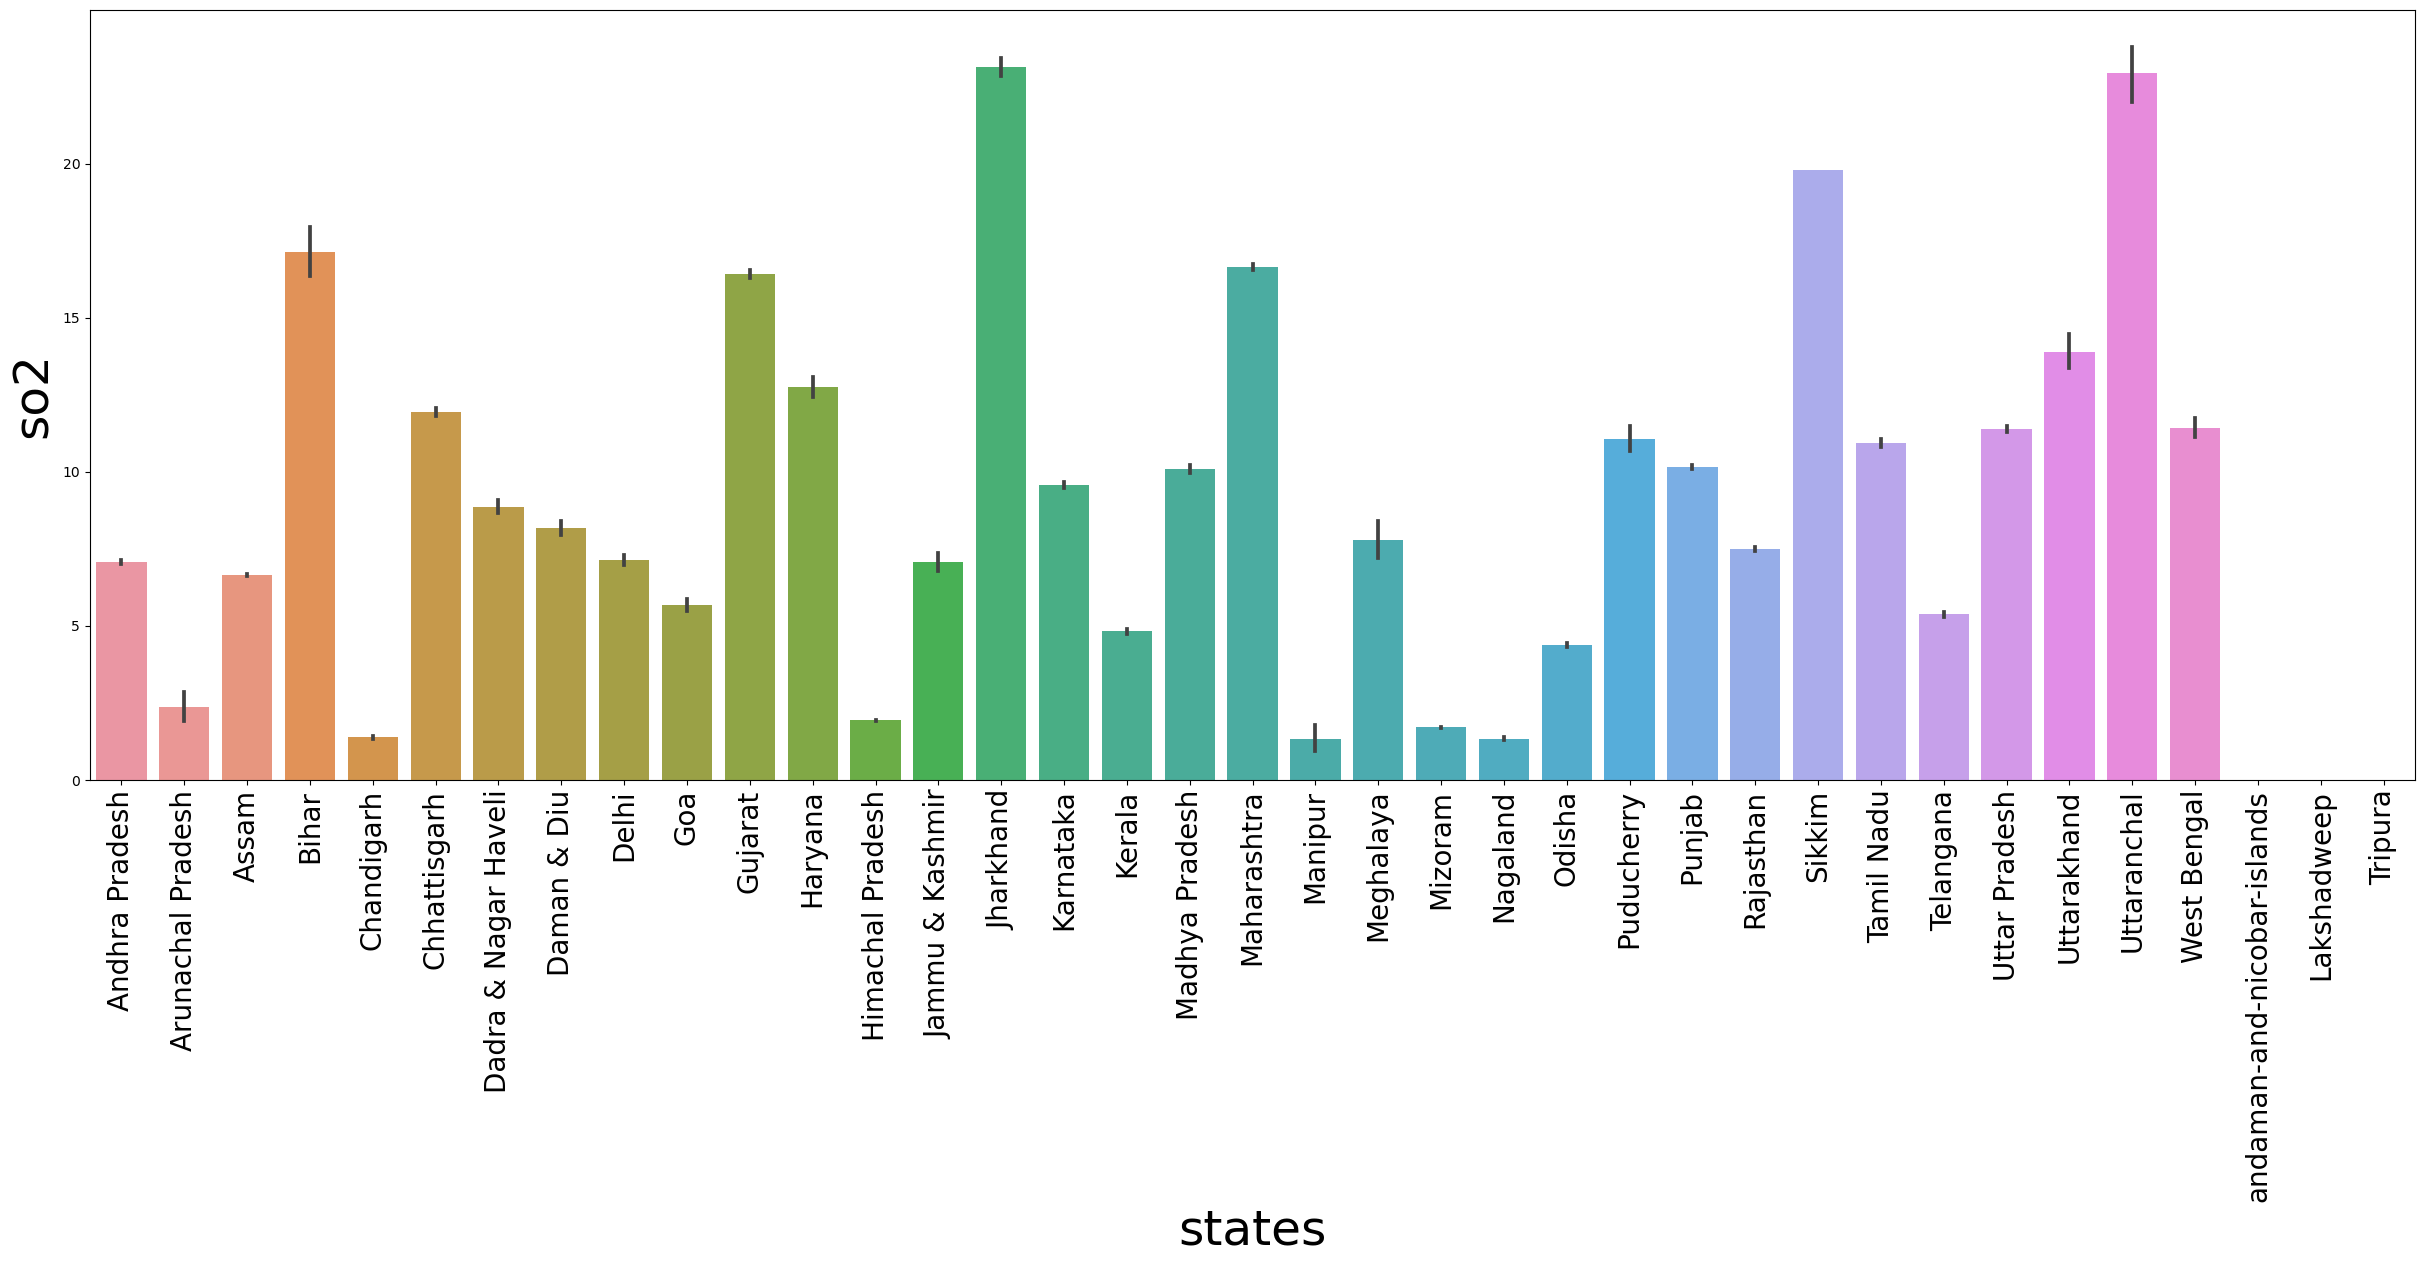 so2
20
15
10
5
0
Andhra Pradesh
Arunachal Pradesh
Assam
Bihar
Chandigarh
Chhattisgarh
Dadra & Nagar Haveli
Daman & Diu
Delhi
Goa
Gujarat
Haryana
Himachal Pradesh
Jammu & Kashmir
Jharkhand
Karnataka
Kerala
Madhya Pradesh
Maharashtra
Manipur
Meghalaya
Mizoram
Nagaland
Odisha
Puducherry
Punjab
Rajasthan
Sikkim
Tamil Nadu
Telangana
Uttar Pradesh
Uttarakhand
Uttaranchal
West Bengal
andaman-and-nicobar-islands
Lakshadweep
Tripura
states